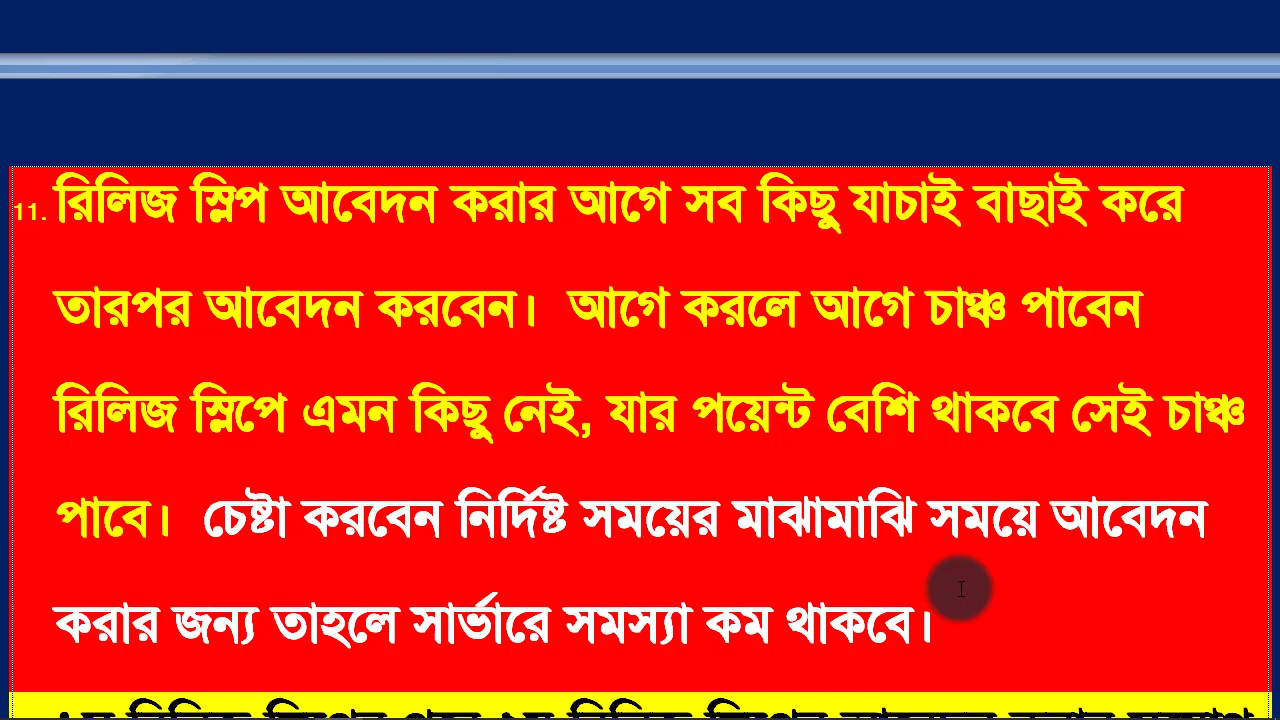 11. রিলিজ স্লিপ আবেদন করার আগে সব কিছু যাচাই বাছাই করে
তারপর আবেদন করবেন। আগে করলে আগে চাঞ্চ পাবেন
রিলিজ স্লিপে এমন কিছু নেই, যার পয়েন্ট বেশি থাকবে সেই চাঞ্চ
পাবে। চেষ্টা করবেন নির্দিষ্ট সময়ের মাঝামাঝি সময়ে আবেদন
করার জন্য তাহলে সার্ভারে সমস্যা কম থাকবে।